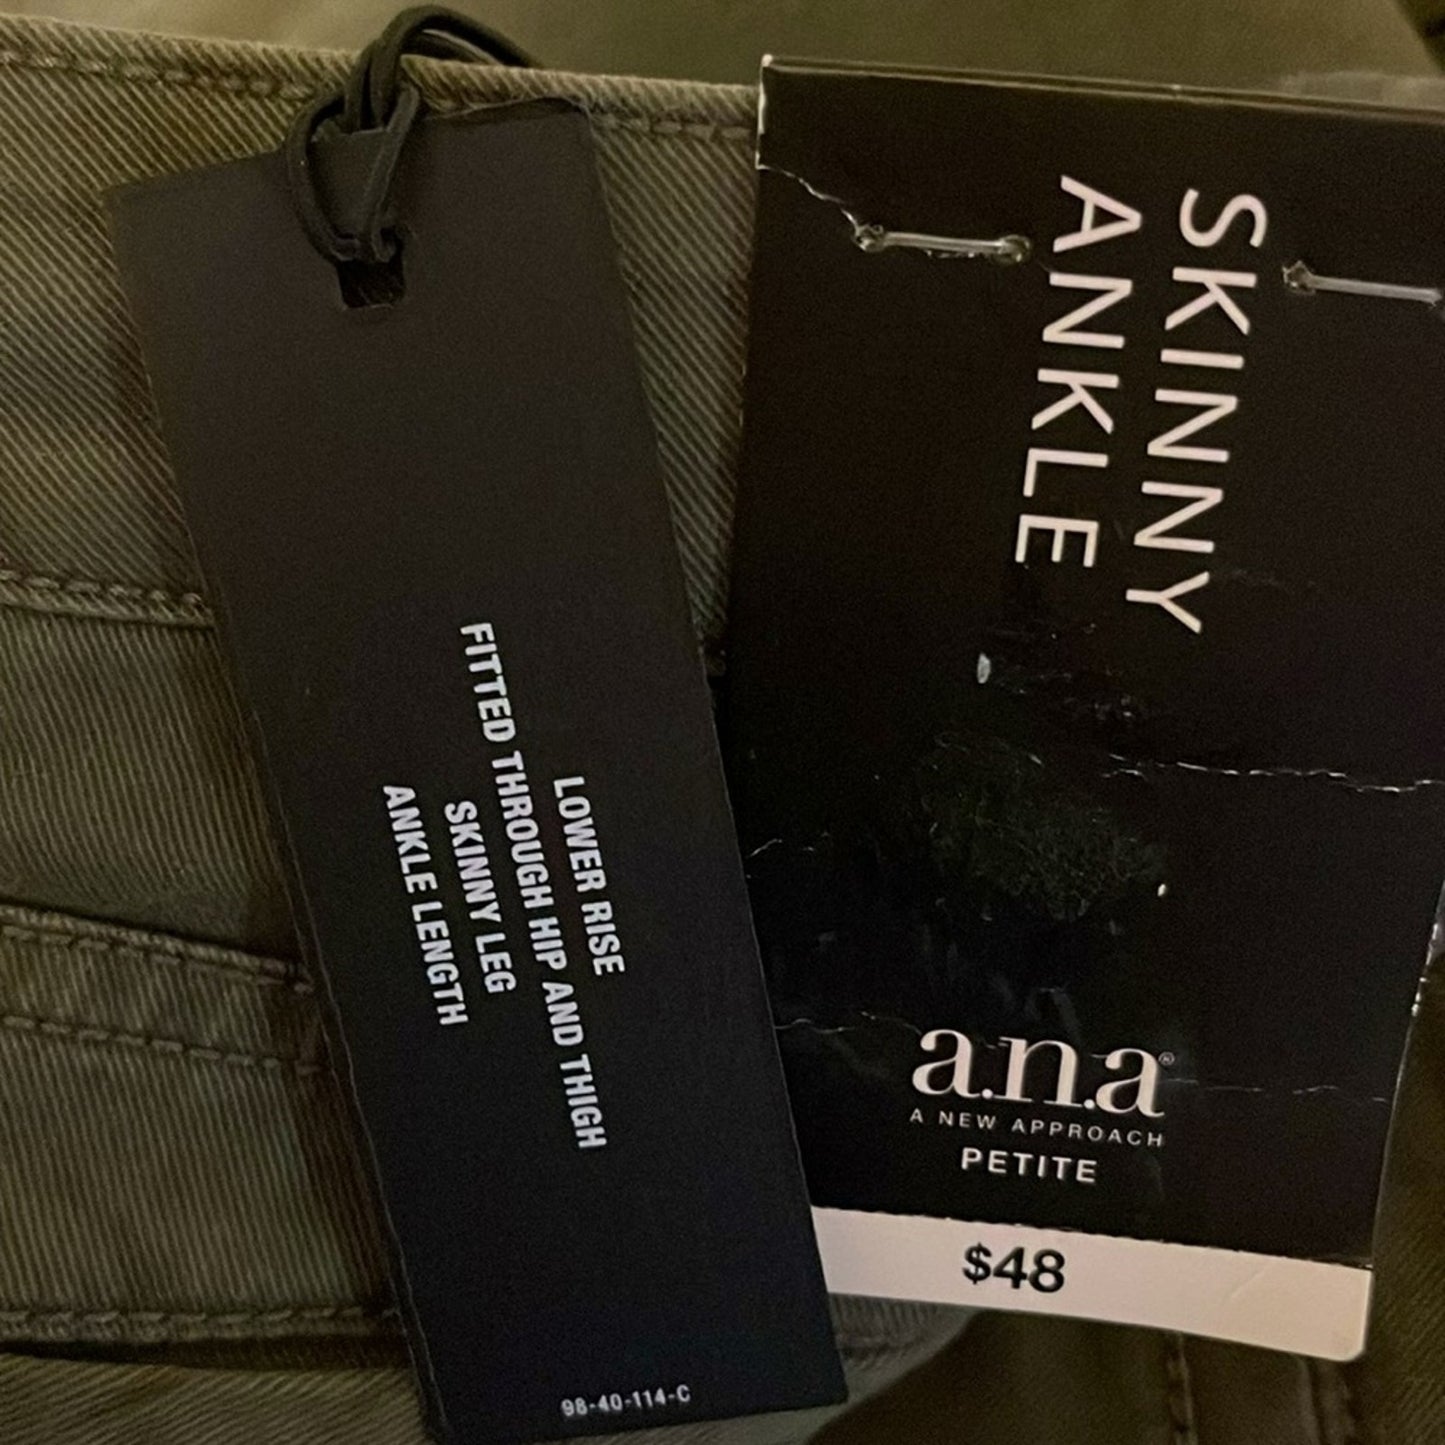 LOWER RISE
FITTED THROUGH HIP AND THIGH
SKINNY LEG
ANKLE LENGTH
98-40-114-C
SKINNY
ANKLE
a.n.a®
A NEW APPROACH
PETITE
$48